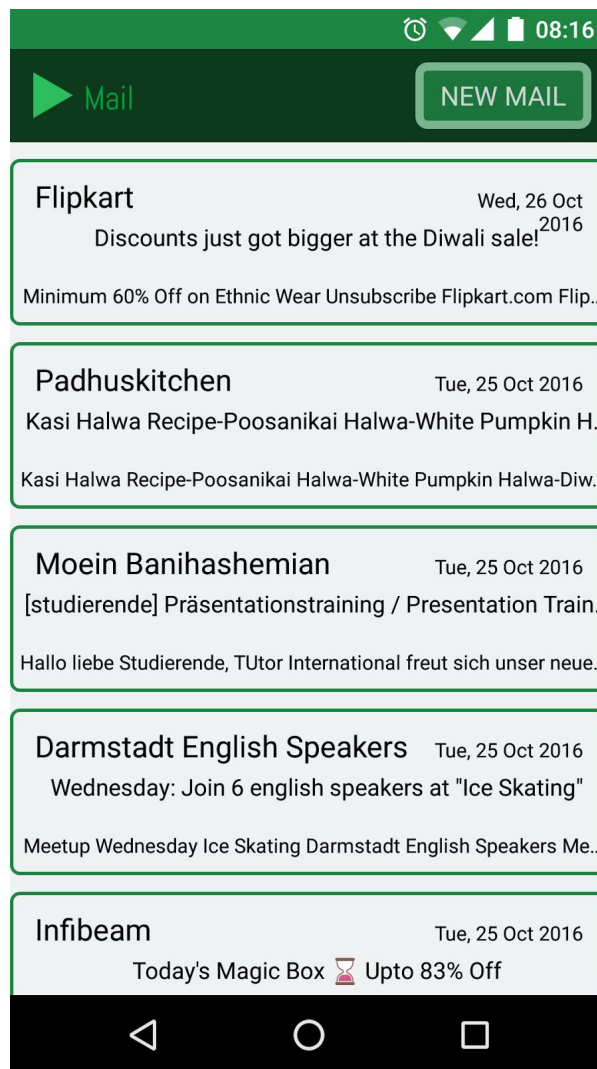 08:16
Mail
NEW MAIL
Flipkart
Wed, 26 Oct
2016
Discounts just got bigger at the Diwali sale!
Minimum 60% Off on Ethnic Wear Unsubscribe Flipkart.com Flip..
Padhuskitchen
Tue, 25 Oct 2016
Kasi Halwa Recipe-Poosanikai Halwa-White Pumpkin H.
Kasi Halwa Recipe-Poosanikai Halwa-White Pumpkin Halwa-Diw.
Moein Banihashemian
Tue, 25 Oct 2016
[studierende] Präsentationstraining / Presentation Train.
Hallo liebe Studierende, TUtor International freut sich unser neue.
Darmstadt English Speakers
Tue, 25 Oct 2016
Wednesday: Join 6 english speakers at "Ice Skating"
Meetup Wednesday Ice Skating Darmstadt English Speakers Me..
Infibeam
Tue, 25 Oct 2016
Today's Magic Box ⌛ Upto 83% Off